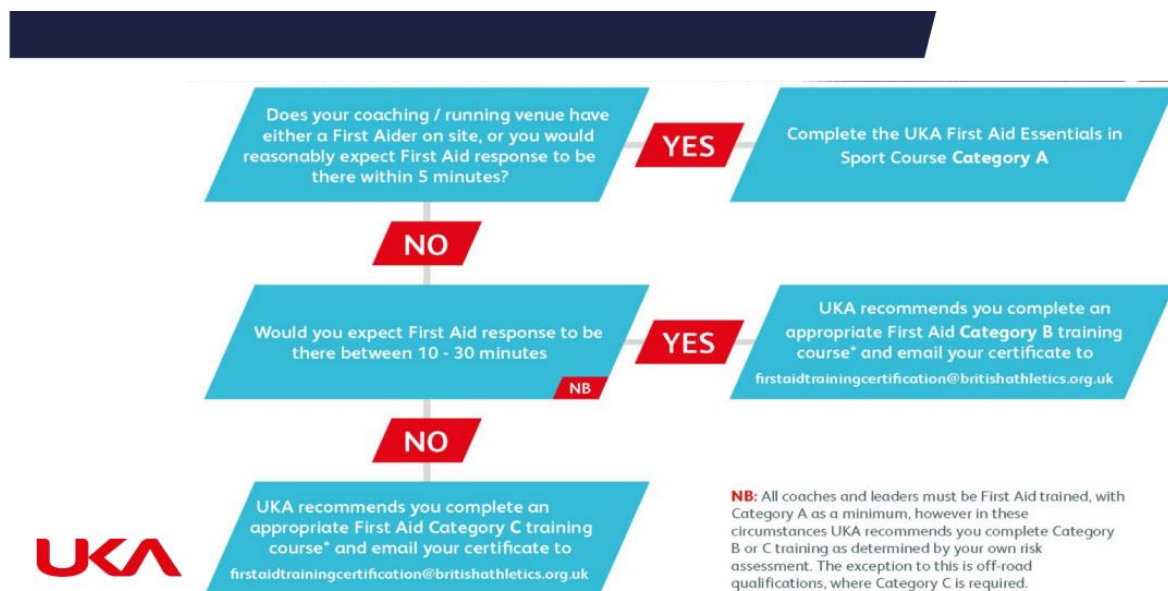 Does your coaching / running venue have
either a First Aider on site, or you would
reasonably expect First Aid response to be
there within 5 minutes?
YES
Complete the UKA First Aid Essentials in
Sport Course Category A
NO
Would you expect First Aid response to be
there between 10 - 30 minutes
NB
YES
UKA recommends you complete an
appropriate First Aid Category B training
course* and email your certificate to
firstaidtrainingcertification@britishathletics.org.uk
NO
UKA recommends you complete an
appropriate First Aid Category C training
course* and email your certificate to
firstaidtrainingcertification@britishathletics.org.uk
NB: All coaches and leaders must be First Aid trained, with
Category A as a minimum, however in these
circumstances UKA recommends you complete Category
B or C training as determined by your own risk
assessment. The exception to this is off-road
qualifications, where Category C is required.
UKA